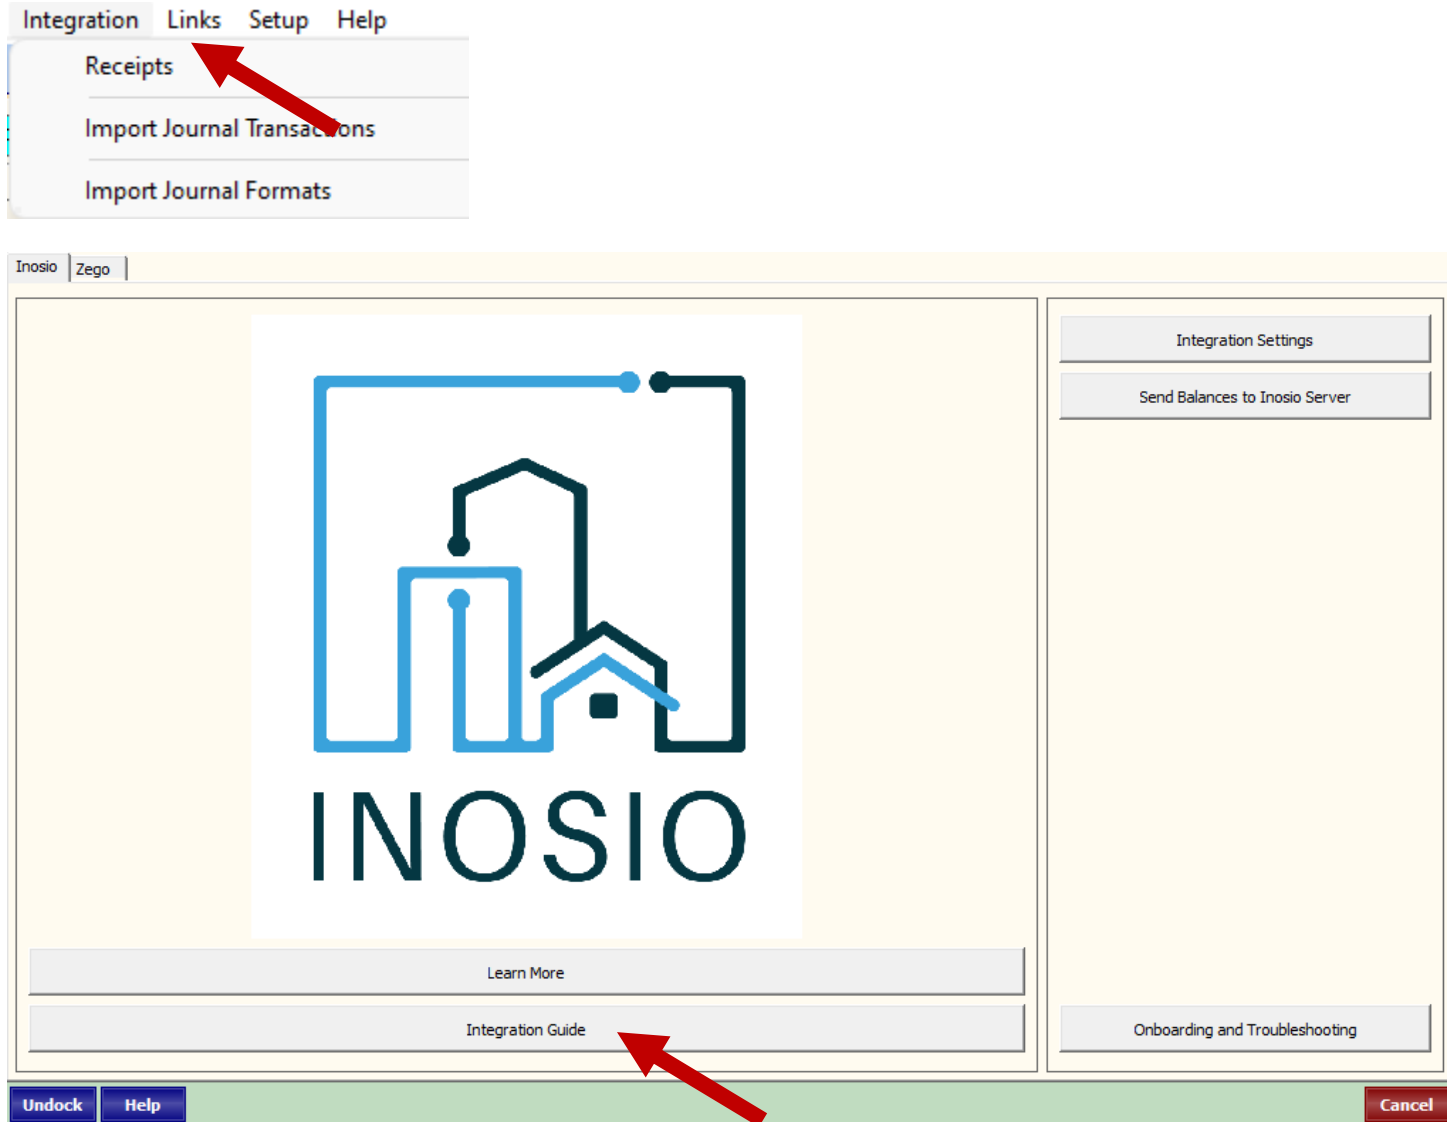 Integration Links Setup Help
Receipts
Import Journal Transactions
Import Journal Formats
Inosio Zego
Integration Settings
Send Balances to Inosio Server
INOSIO
Learn More
Integration Guide
Onboarding and Troubleshooting
Undock Help Cancel